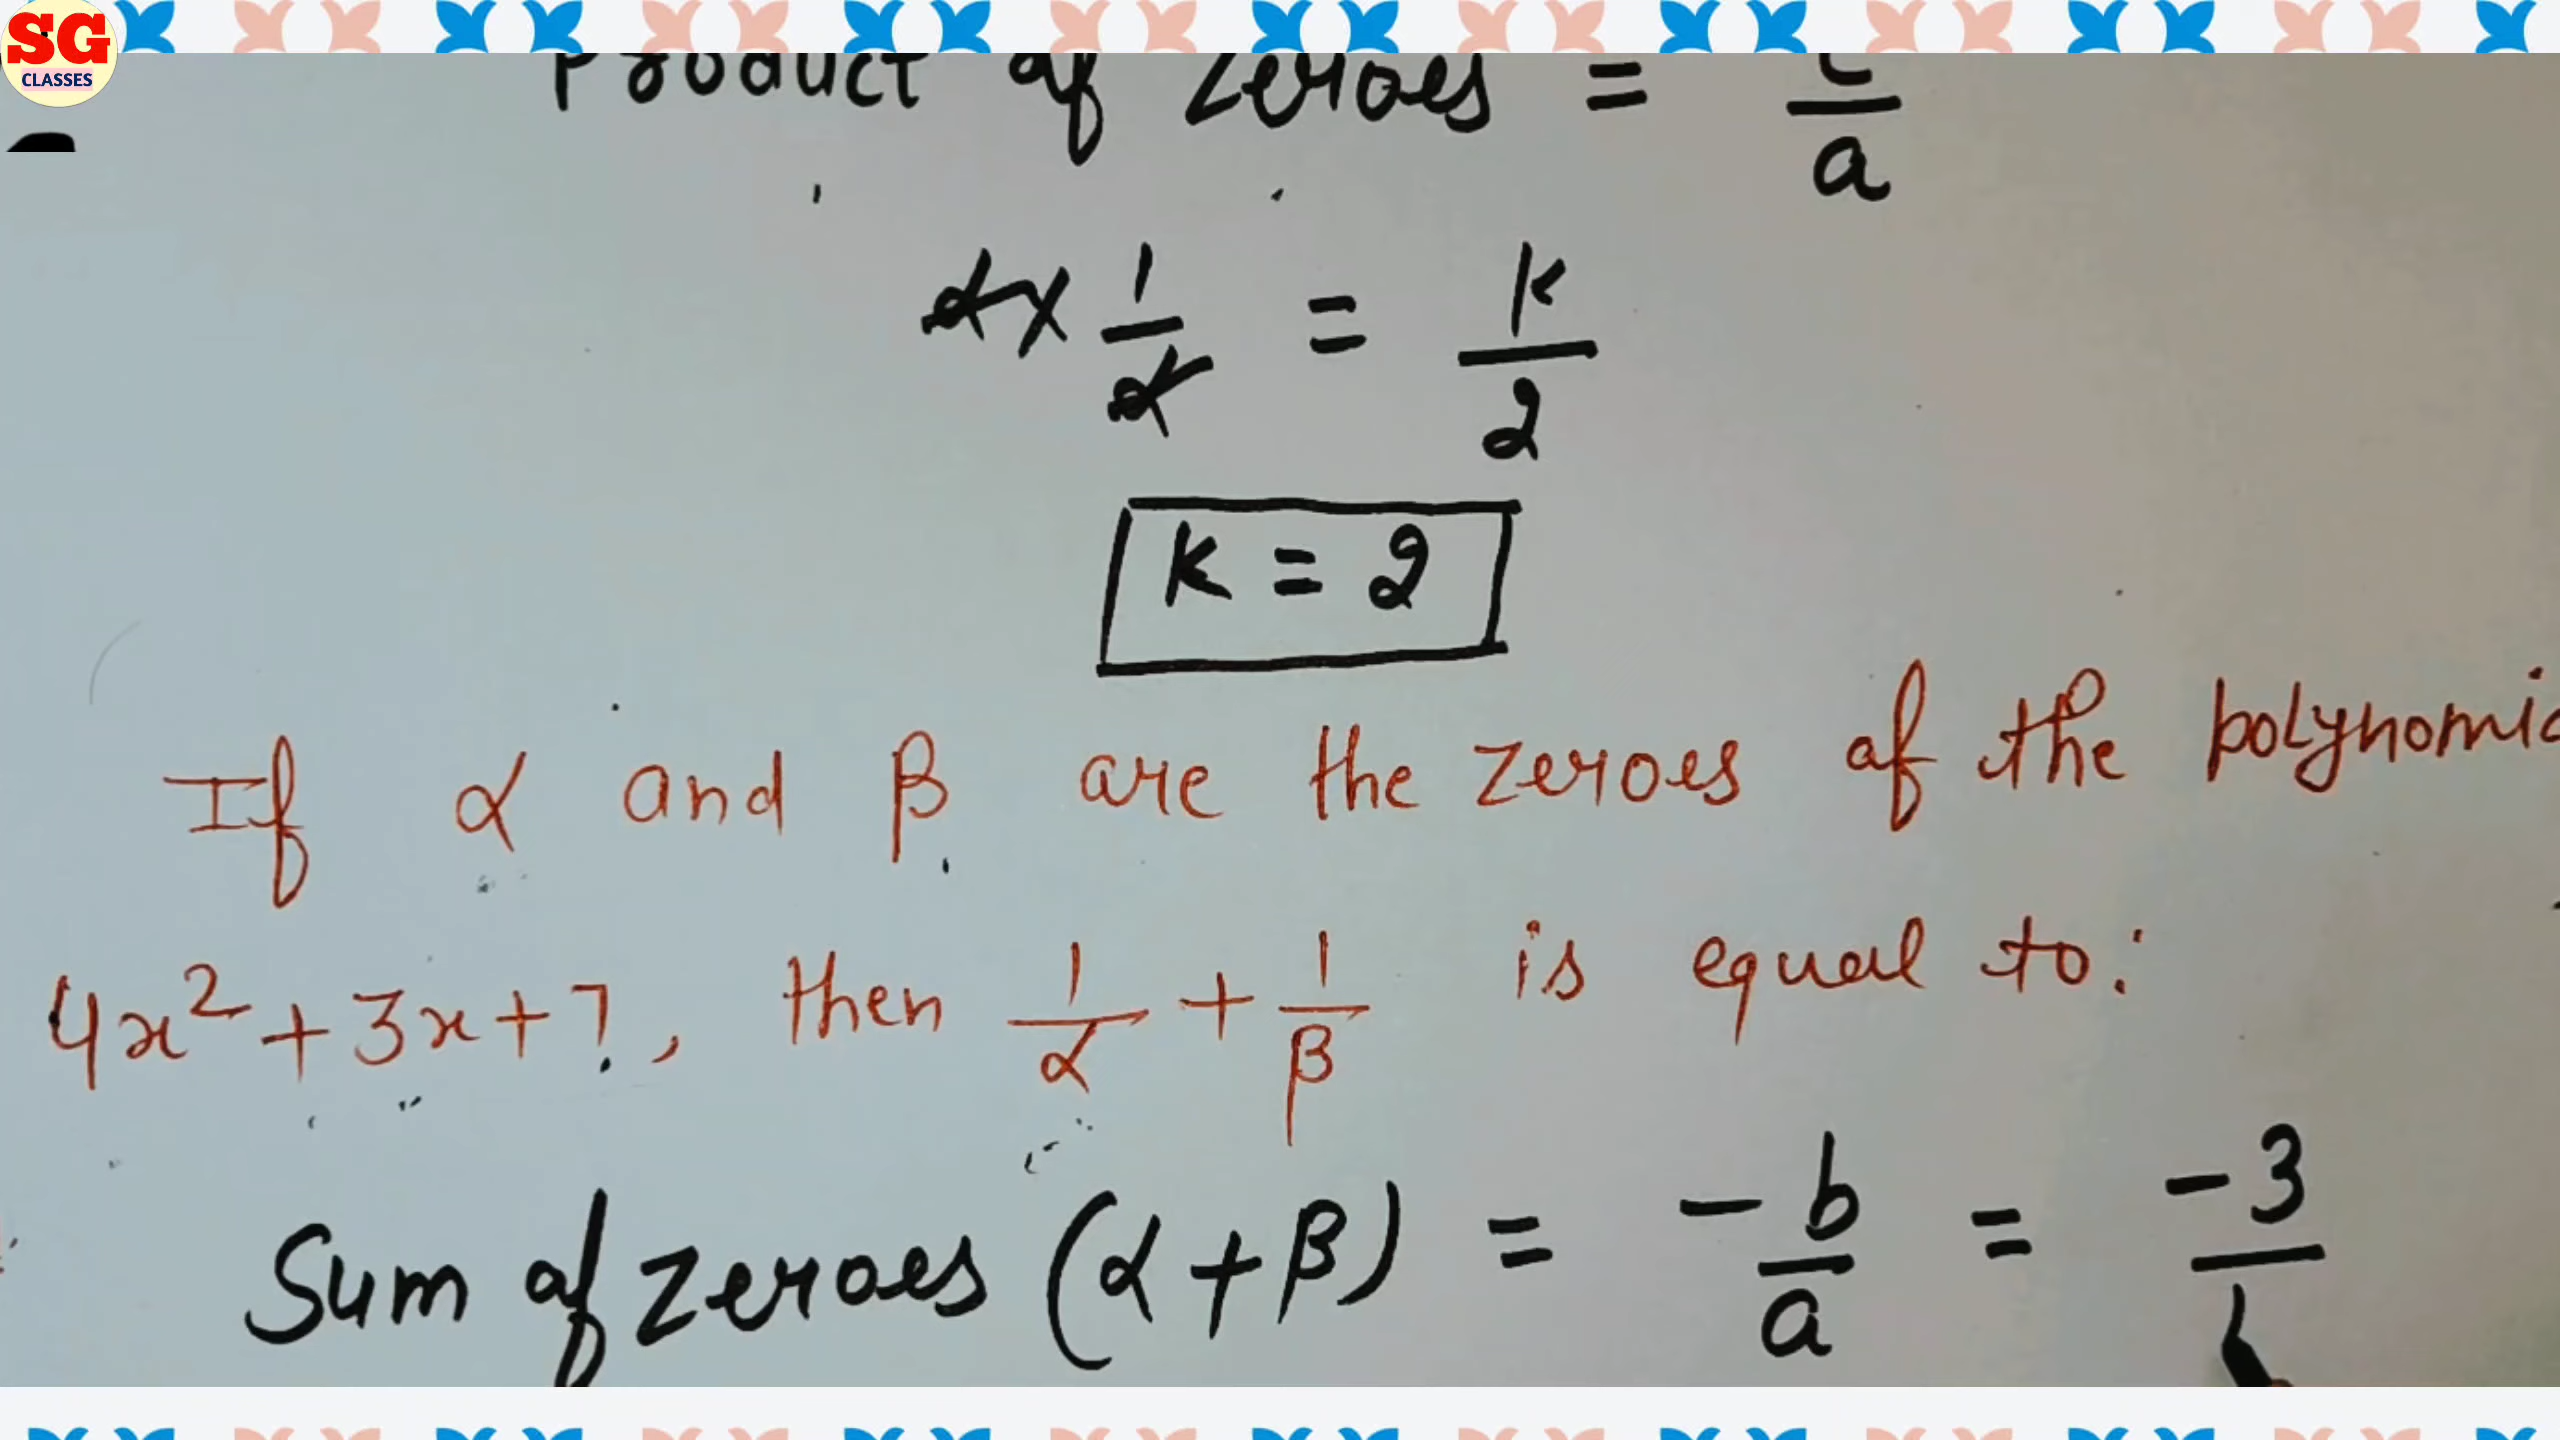 SG
CLASSES
Product of zeroes = c/a
α × 1/α = k/2
k = 2
If α and β are the zeroes of the polynomia
4x² + 3x + 7, then 1/α + 1/β is equal to:
Sum of zeroes (α + β) = -b/a = -3/